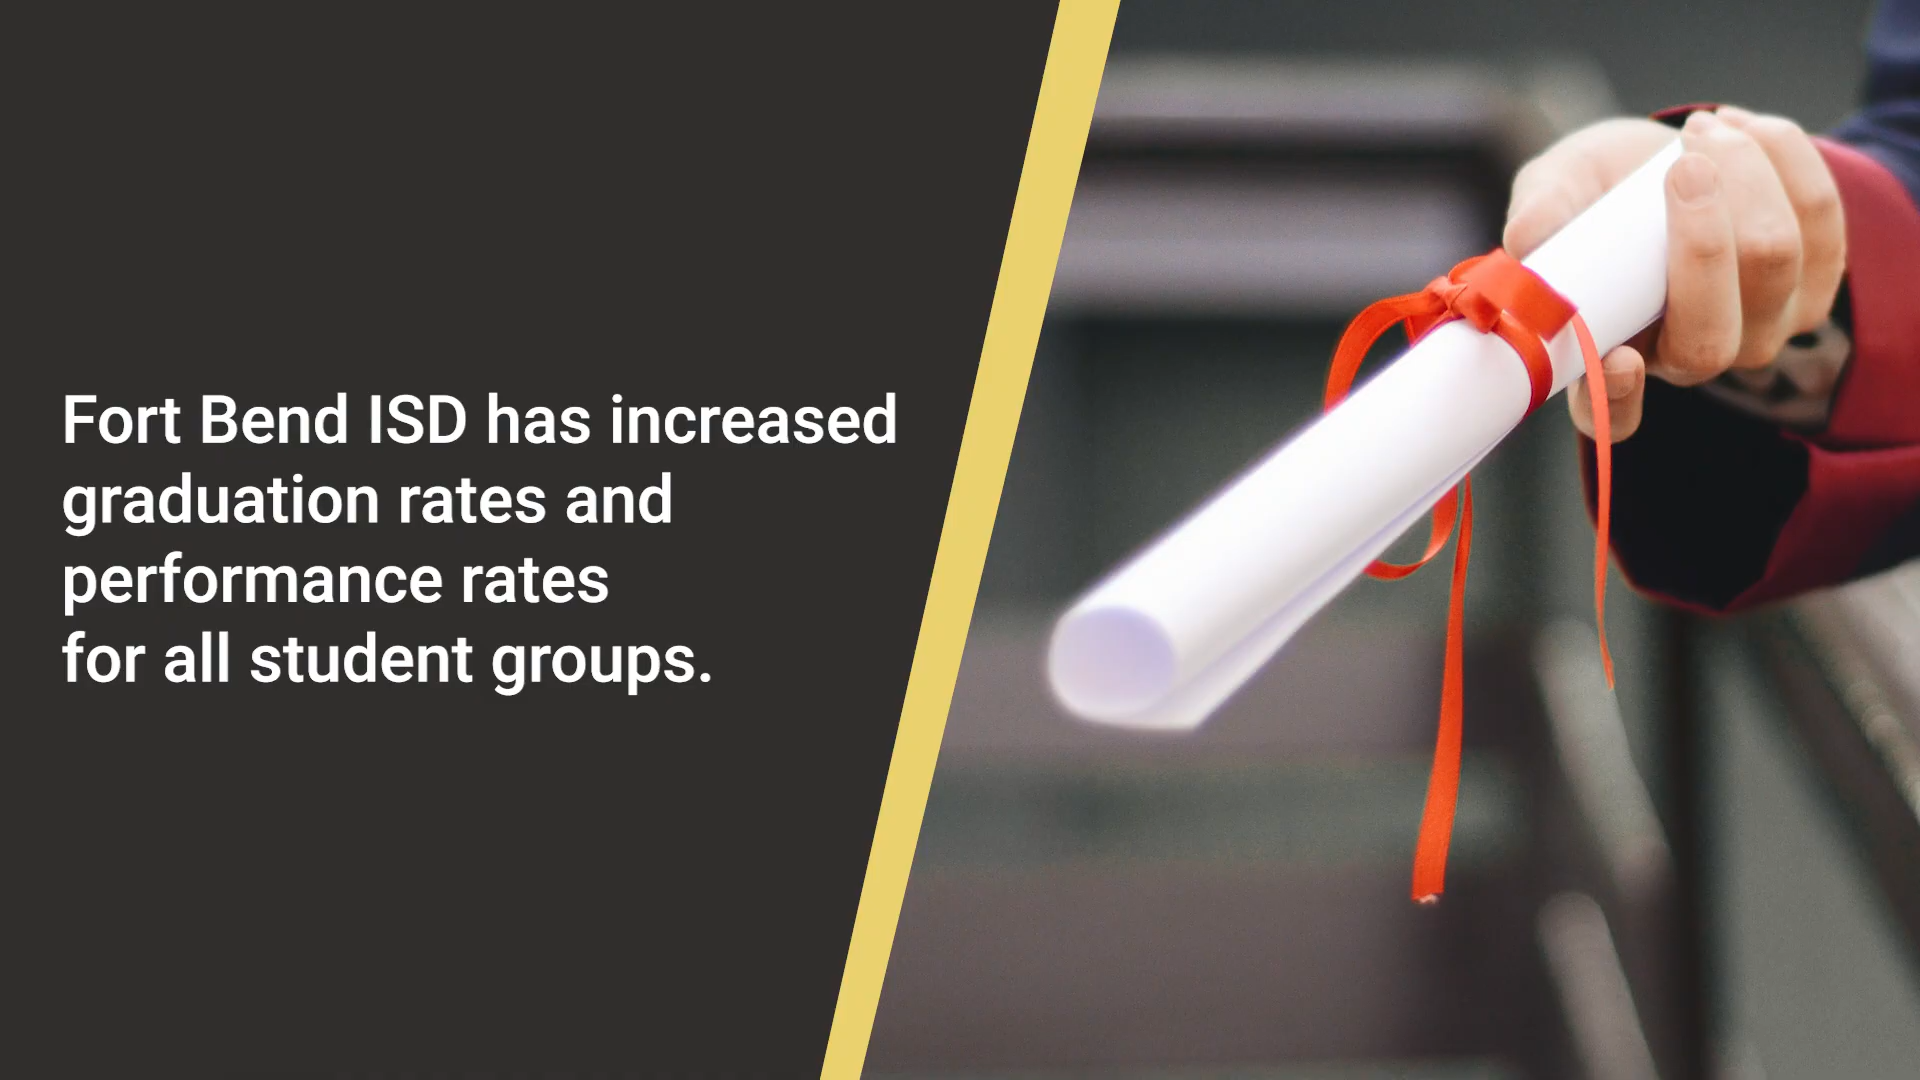 Fort Bend ISD has increased
graduation rates and
performance rates
for all student groups.